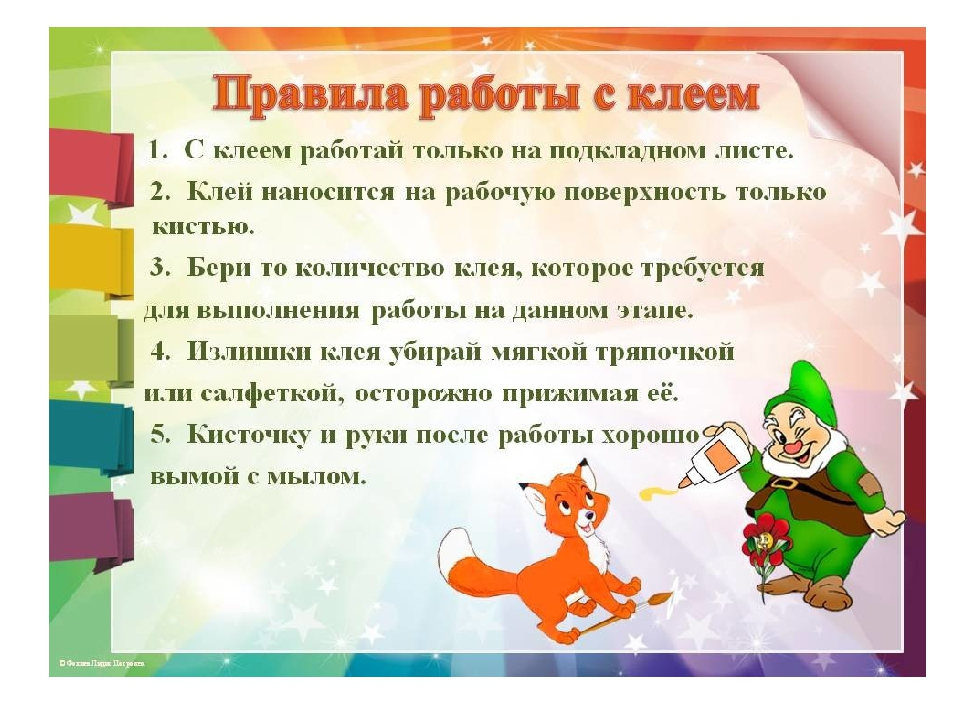 Правила работы с клеем
1. С клеем работай только на подкладном листе.
2. Клей наносится на рабочую поверхность только
кистью.
3. Бери то количество клея, которое требуется
для выполнения работы на данном этапе.
4. Излишки клея убирай мягкой тряпочкой
или салфеткой, осторожно прижимая её.
5. Кисточку и руки после работы хорошо
вымой с мылом.